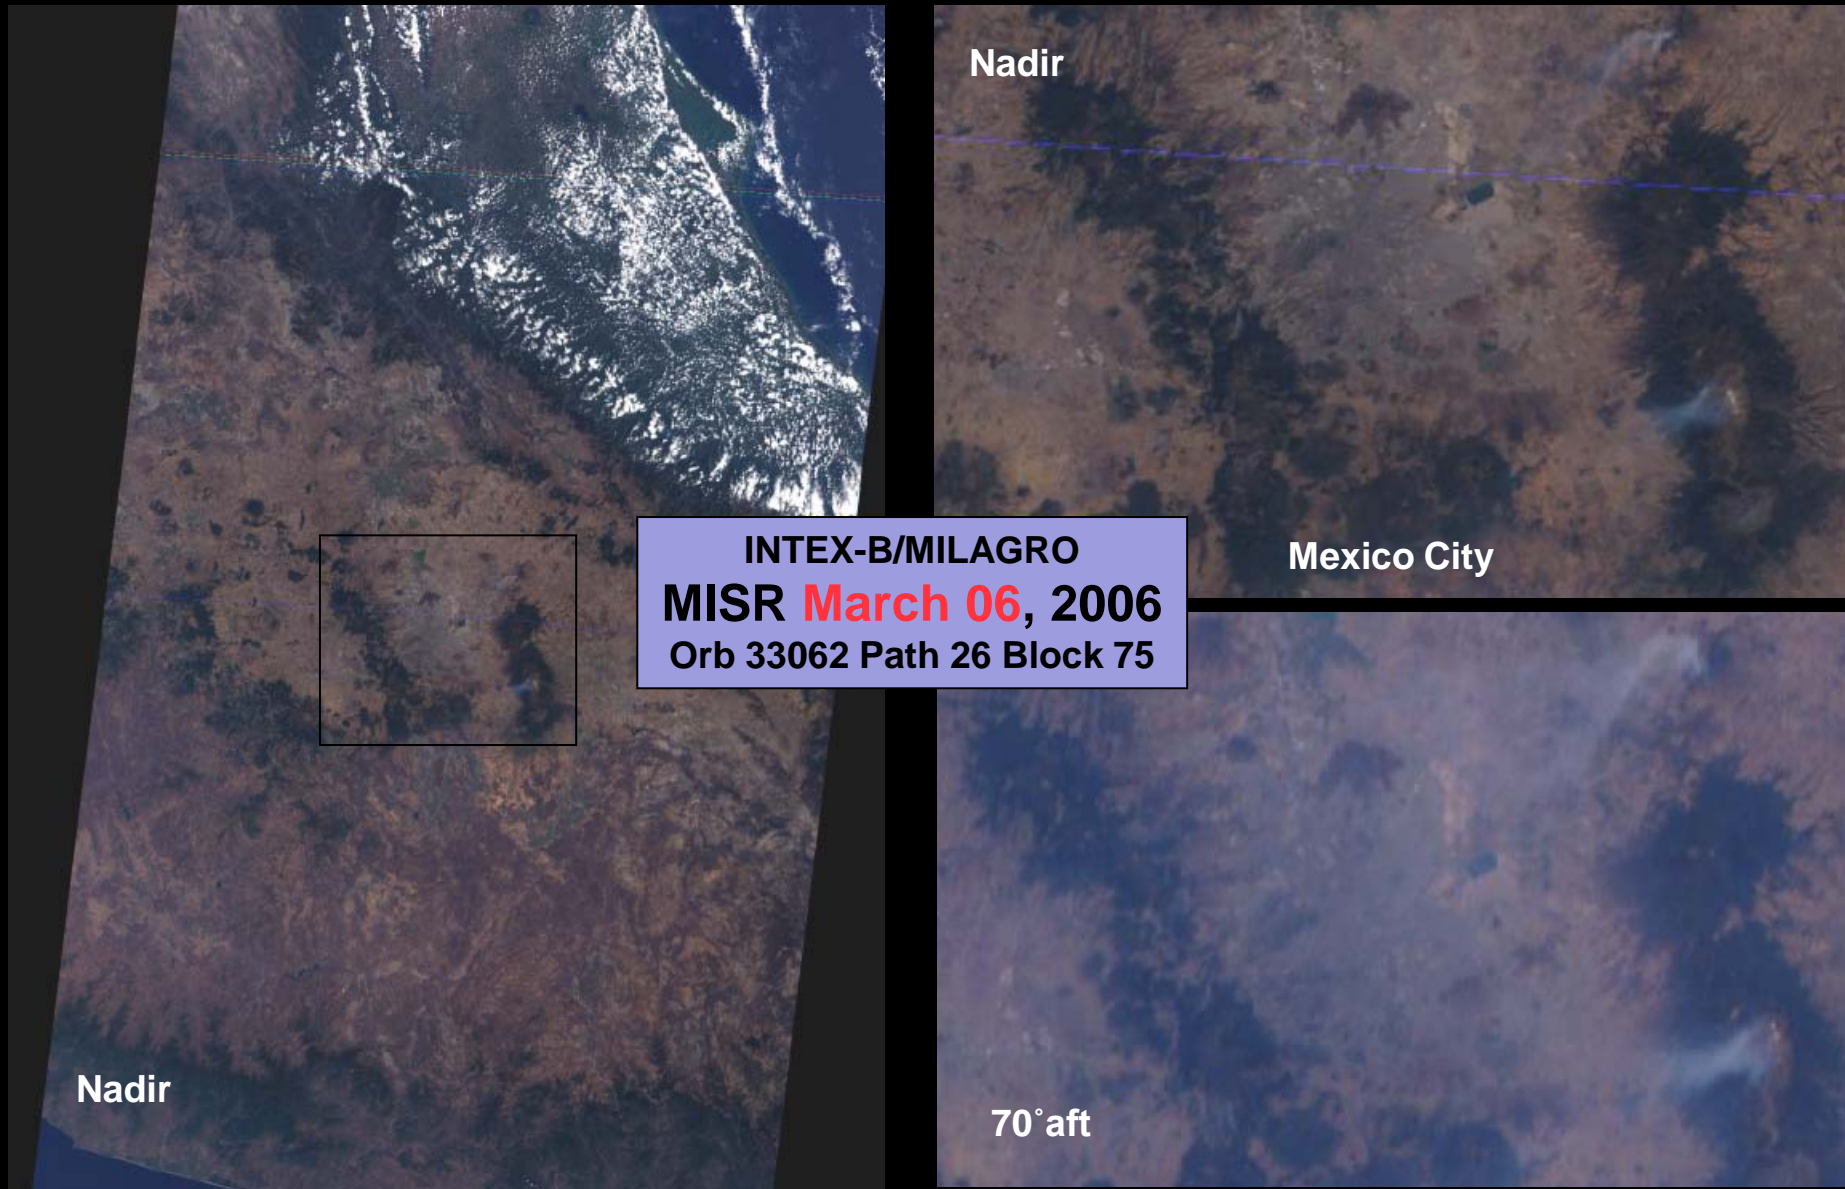 Nadir
Mexico City
INTEX-B/MILAGRO
MISR March 06, 2006
Orb 33062 Path 26 Block 75
Nadir
70˚aft